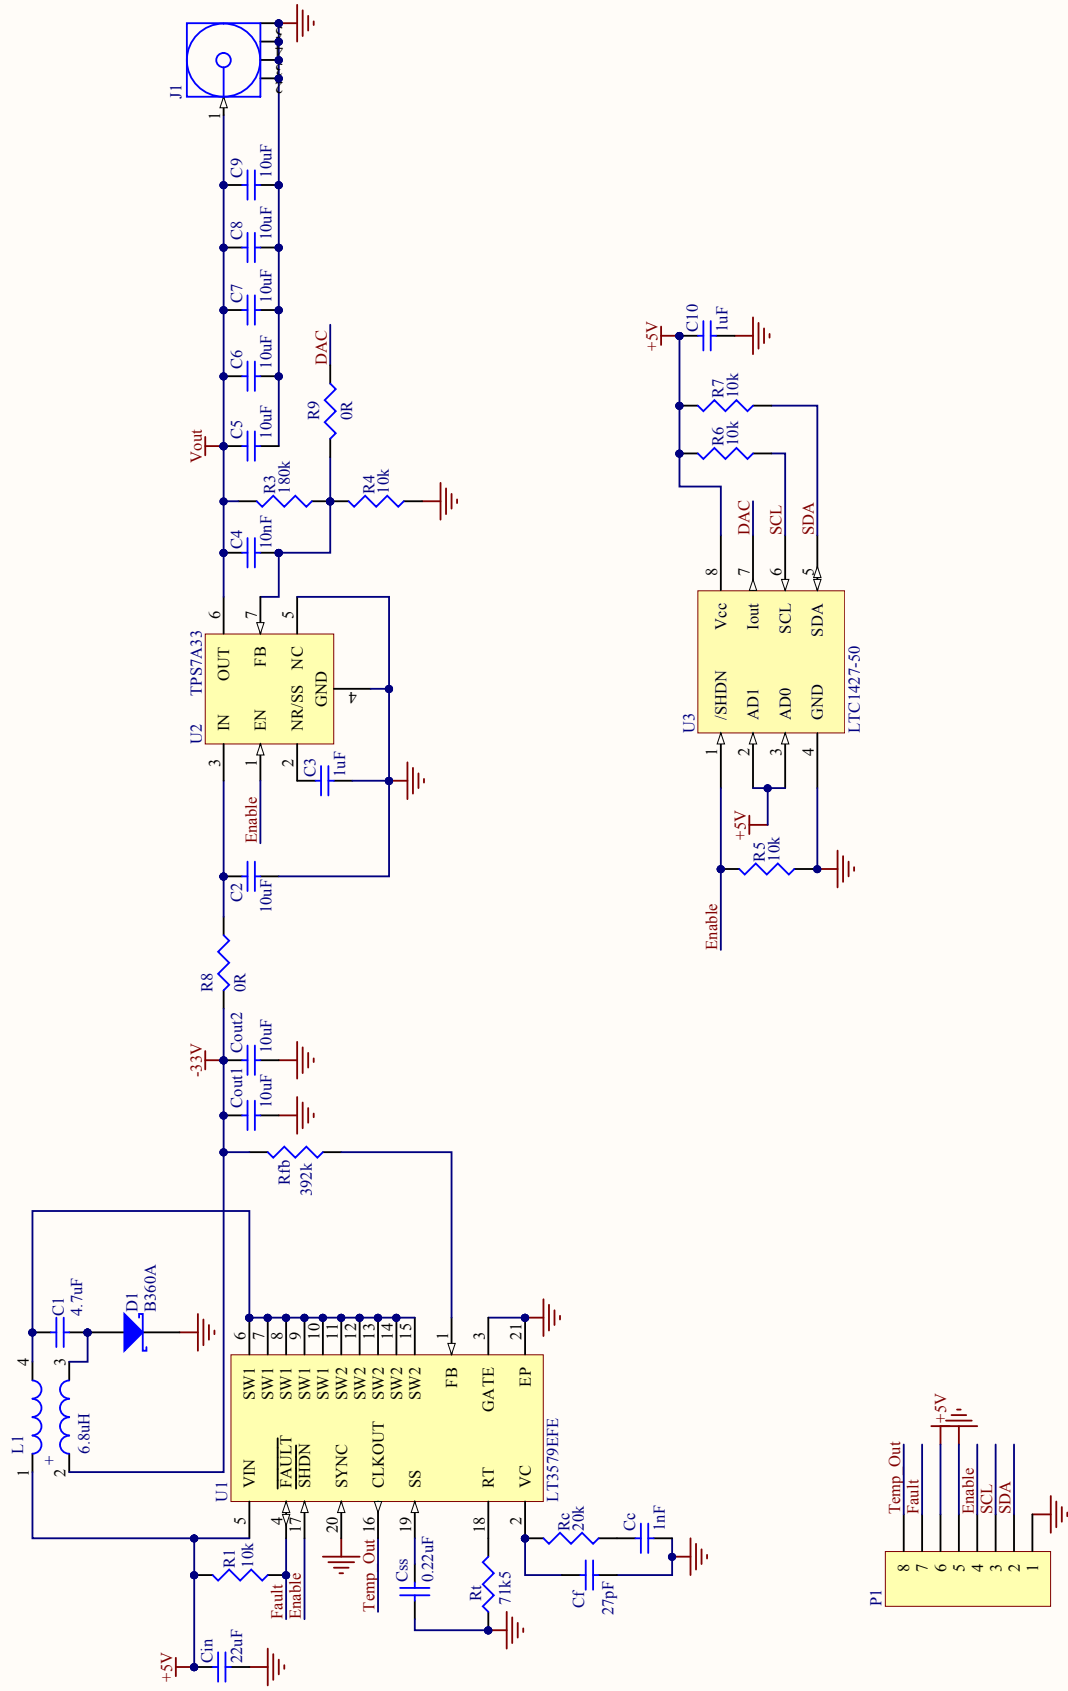 J1
1
C9
10uF
C8
10uF
C7
10uF
C6
10uF
C5
10uF
Vout
DAC
R9
0R
R3
180k
R4
10k
C4
10nF
TPS7A33
U2
6
OUT
7
FB
5
NC
4
GND
3
IN
1
EN
2
NR/SS
C3
1uF
Enable
C2
10uF
R8
0R
-33V
Cout2
10uF
Cout1
10uF
Rfb
392k
L1
6.8uH
1
2
3
4
+
C1
4.7uF
D1
B360A
U1
LT3579EFE
6
SW1
7
SW1
8
SW1
9
SW1
10
SW1
11
SW2
12
SW2
13
SW2
14
SW2
15
SW2
1
FB
3
GATE
21
EP
5
VIN
4
FAULT
17
SHDN
20
SYNC
16
CLKOUT
19
SS
18
RT
2
VC
R1
10k
Fault
Enable
Temp Out
+5V
Cin
22uF
Css
0.22uF
Rt
71k5
Rc
20k
Cc
1nF
Cf
27pF
+5V
C10
1uF
R7
10k
R6
10k
DAC
SCL
SDA
U3
LTC1427-50
8
Vcc
7
Iout
6
SCL
5
SDA
1
/SHDN
2
AD1
3
AD0
4
GND
+5V
R5
10k
Enable
P1
8
7
6
5
4
3
2
1
Temp Out
Fault
+5V
Enable
SCL
SDA